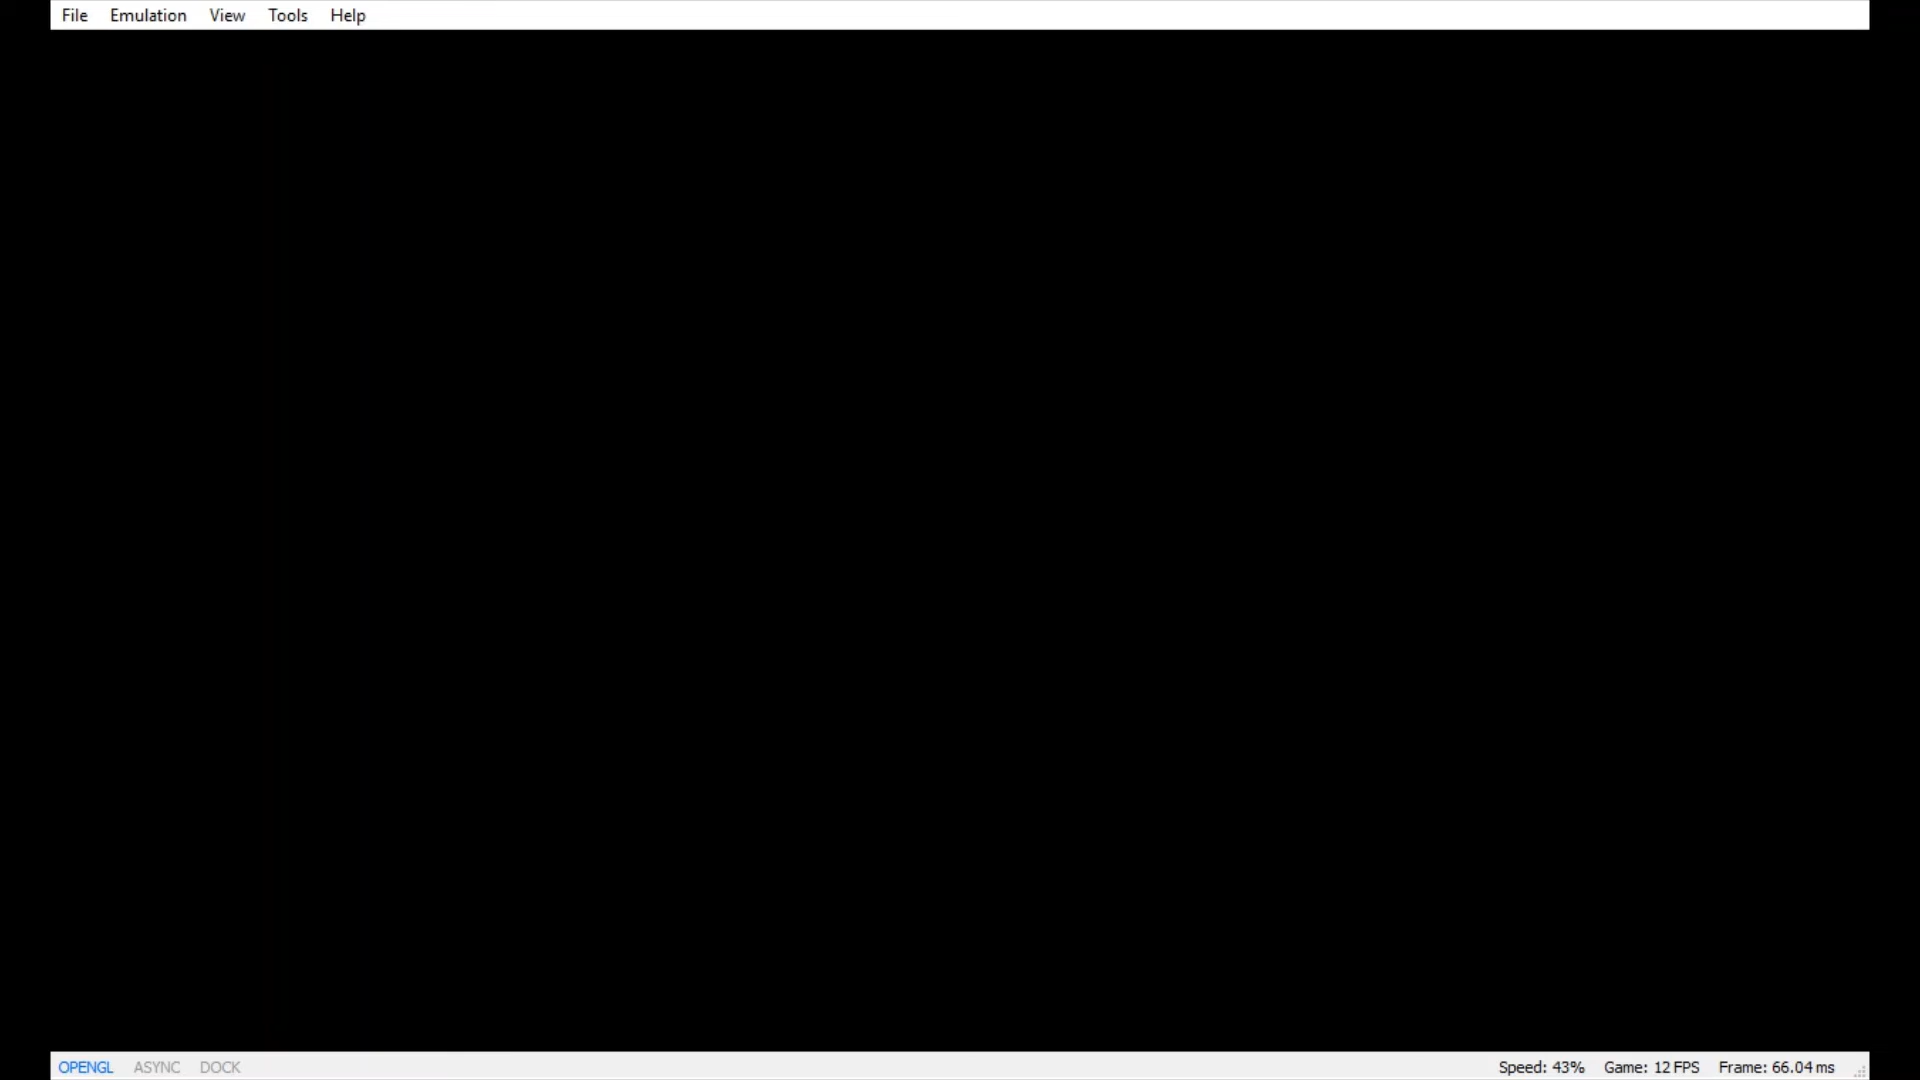 File Emulation View Tools Help
OPENGL ASYNC DOCK Speed: 43% Game: 12 FPS Frame: 66.04 ms